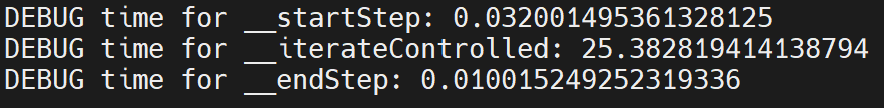 DEBUG time for __startStep: 0.032001495361328125
DEBUG time for __iterateControlled: 25.382819414138794
DEBUG time for __endStep: 0.010015249252319336